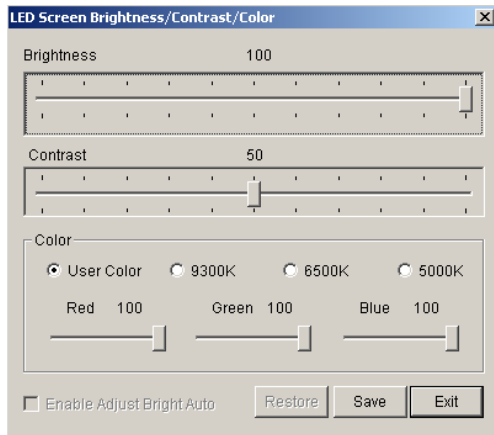 LED Screen Brightness/Contrast/Color
Brightness 100
Contrast 50
Color
User Color 9300K 6500K 5000K
Red 100 Green 100 Blue 100
Enable Adjust Bright Auto Restore Save Exit